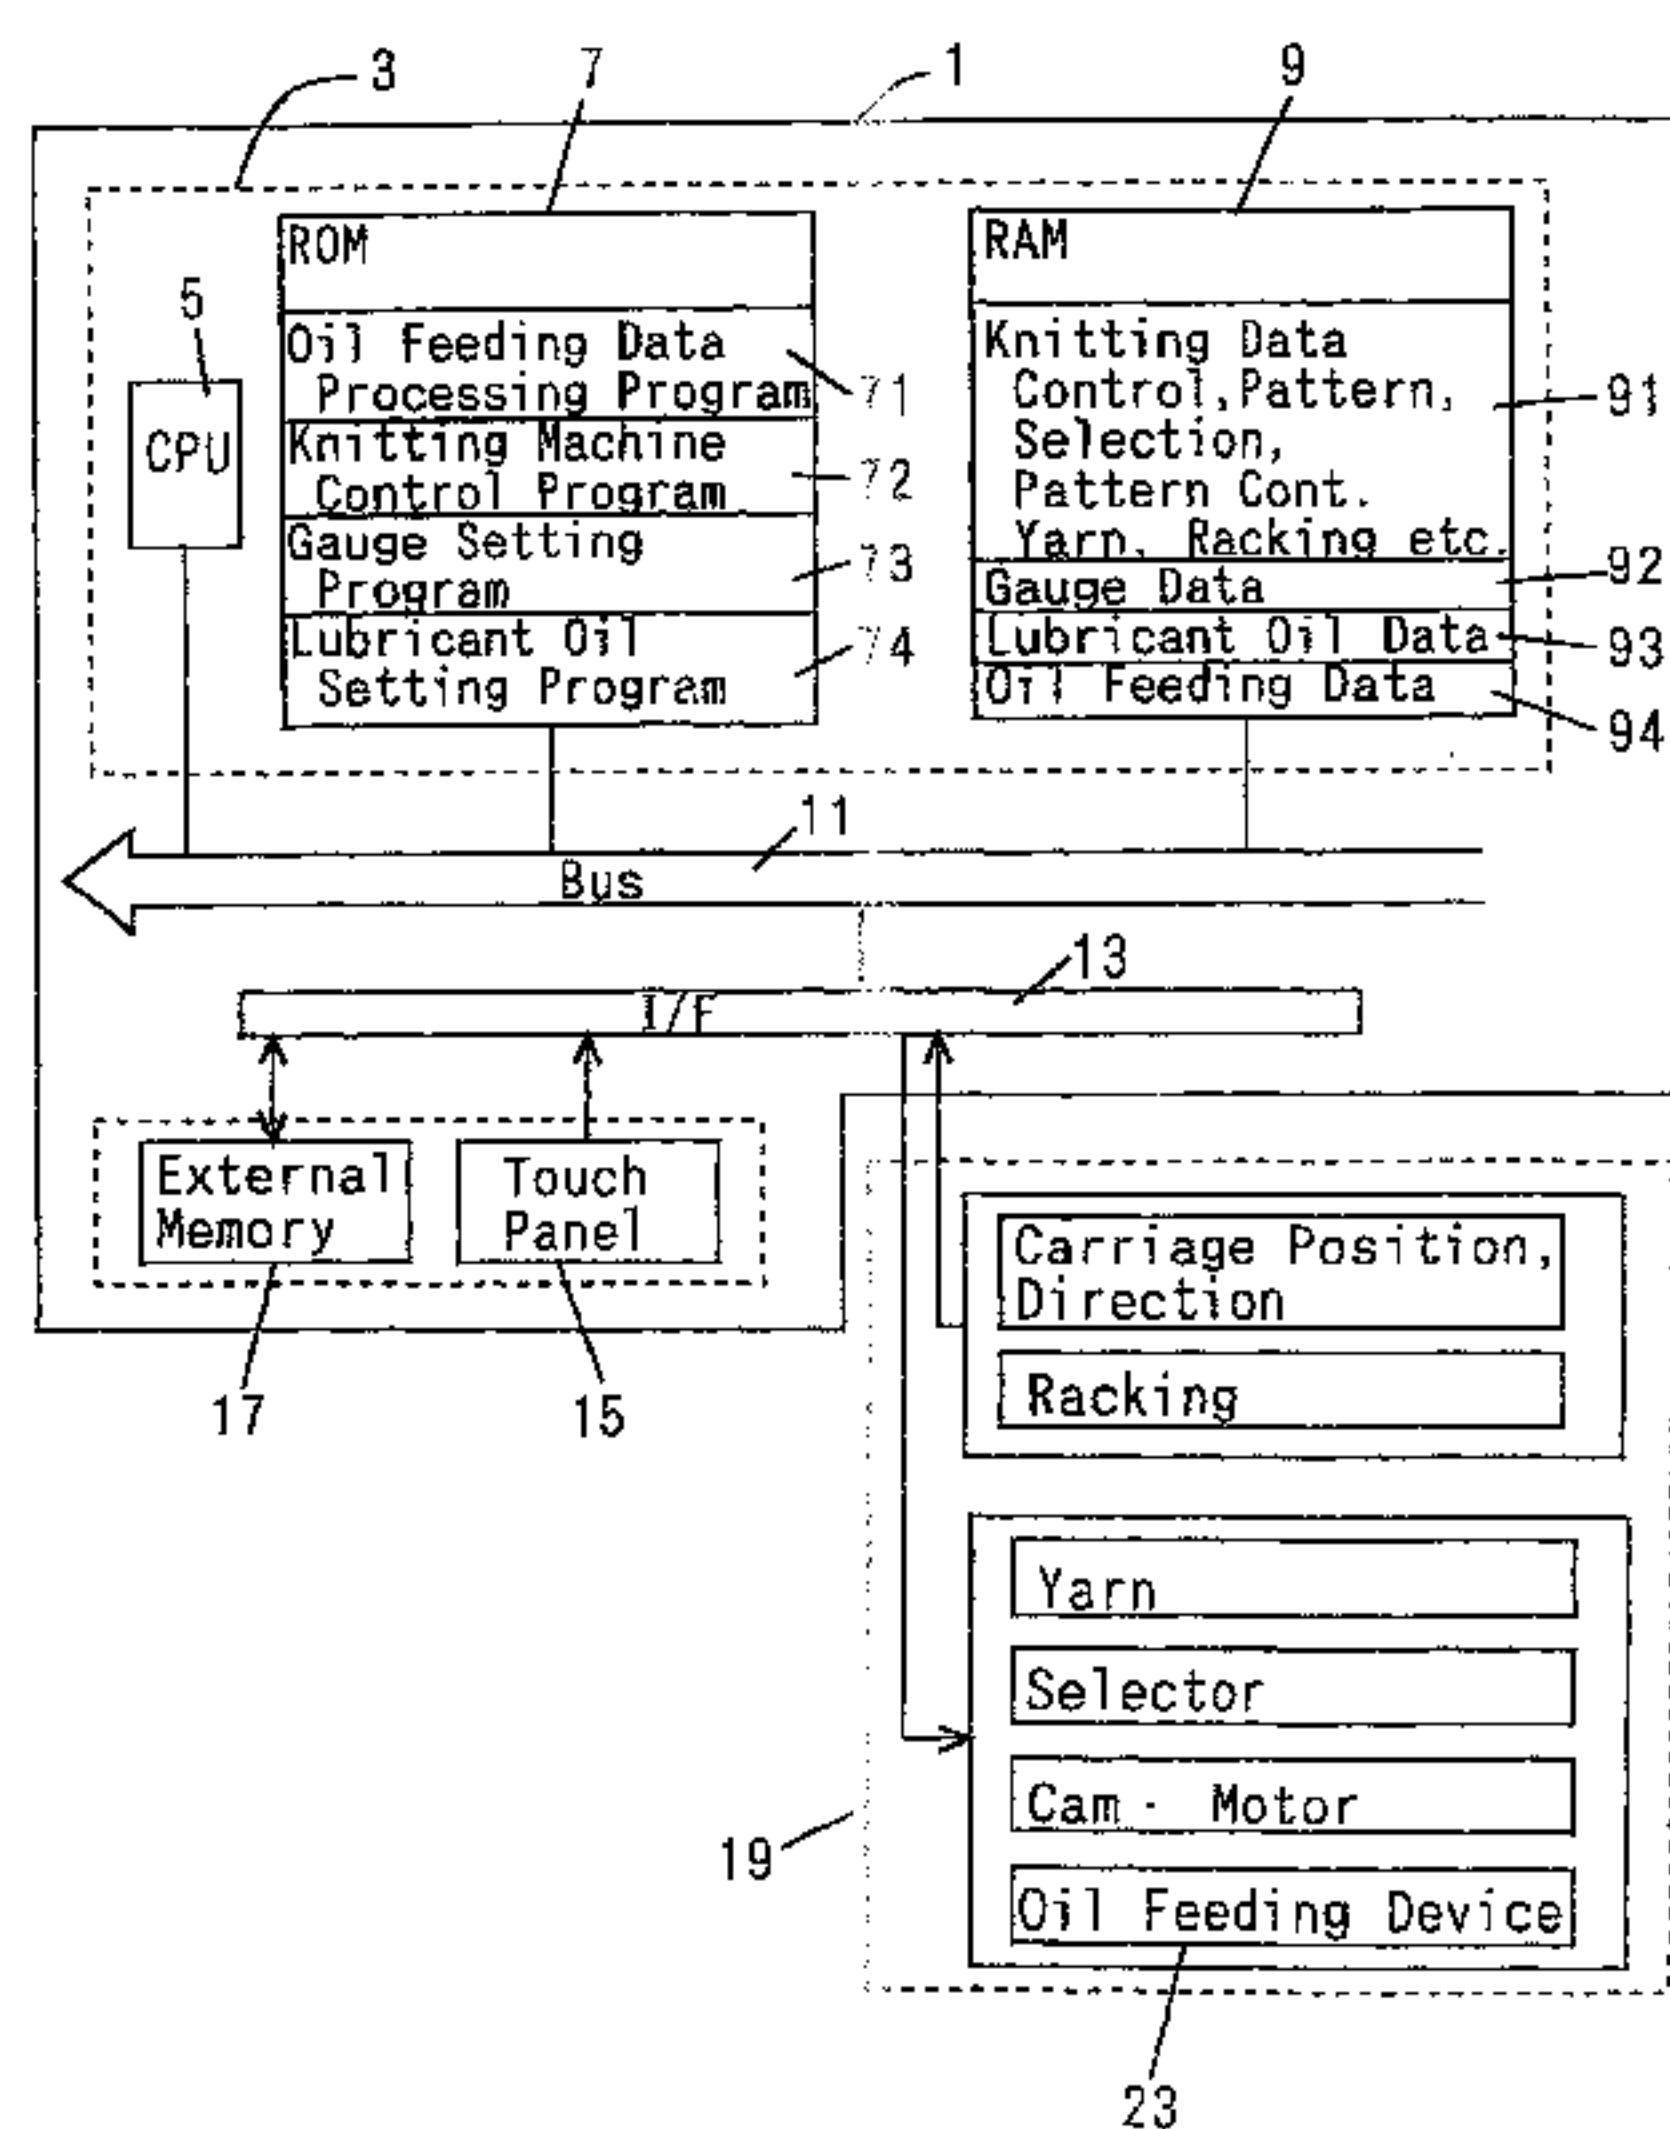 3
7
1
9
ROM
RAM
5
CPU
Oil Feeding Data
Processing Program
71
Knitting Machine
Control Program
72
Gauge Setting
Program
73
Lubricant Oil
Setting Program
74
Knitting Data
Control,Pattern,
Selection,
Pattern Cont.
Yarn, Racking etc.
91
Gauge Data
92
Lubricant Oil Data
93
Oil Feeding Data
94
11
Bus
13
I/F
External
Memory
Touch
Panel
17
15
Carriage Position,
Direction
Racking
Yarn
Selector
Cam · Motor
Oil Feeding Device
19
23